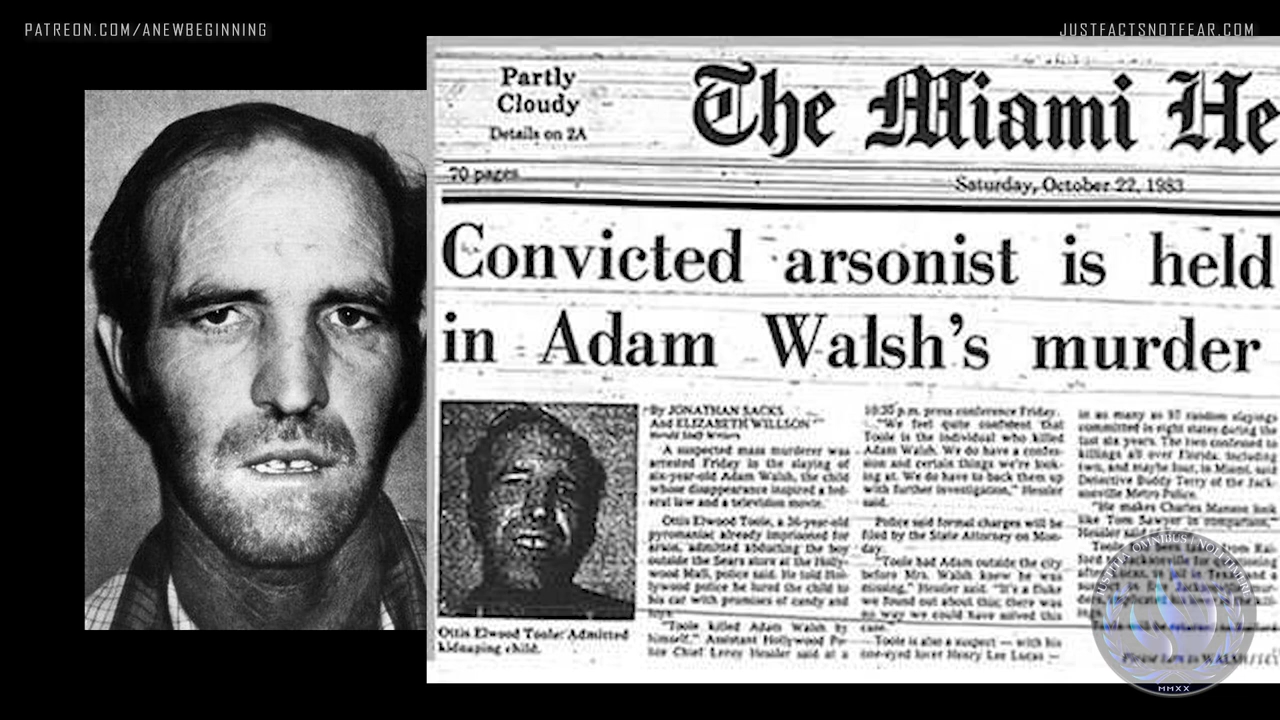 PATREON.COM/ANEWBEGINNING
JUSTFACTSNOTFEAR.COM
Partly
Cloudy
Details on 2A
The Miami He
70 pages
Saturday, October 22, 1983
Convicted arsonist is held
in Adam Walsh's murder
By JONATHAN SACKS
And ELIZABETH WILLSON
Herald Staff Writers
A suspected mass murderer was
arrested Friday in the slaying of
six-year-old Adam Walsh, the child
whose disappearance inspired a fed-
eral law and a television movie.
Ottis Elwood Toole, a 36-year-old
pyromaniac already imprisoned for
arson, admitted abducting the boy
outside the Sears store at the Holly-
wood Mall, police said. He told Hol-
lywood police he lured the child to
his car with promises of candy and
toys.
"Toole killed Adam Walsh by
himself," Assistant Hollywood Po-
lice Chief Leroy Hessler said at a
Ottis Elwood Toole: Admitted
kidnaping child.
10:35 p.m. press conference Friday.
"We feel quite confident that
Toole is the individual who killed
Adam Walsh. We do have a confes-
sion and certain things we're look-
ing at. We do have to back them up
with further investigation," Hessler
said.
Police said formal charges will be
filed by the State Attorney on Mon-
day.
"Toole had Adam outside the city
before Mrs. Walsh knew he was
missing," Hessler said. "It's a fluke
we found out about this; there was
no way we could have solved this
case."
Toole is also a suspect — with his
one-eyed lover Henry Lee Lucas —
in as many as 97 random slayings
committed in eight states during the
last six years. The two confessed to
killings all over Florida, including
two, and maybe four, in Miami, said
Detective Buddy Terry of the Jack-
sonville Metro Police.
"He makes Charles Manson look
like Tom Sawyer in comparison,"
Hessler
Please turn to WALSH
JUSTITIA OMNIBUS / NOLI TIMERE
MMXX